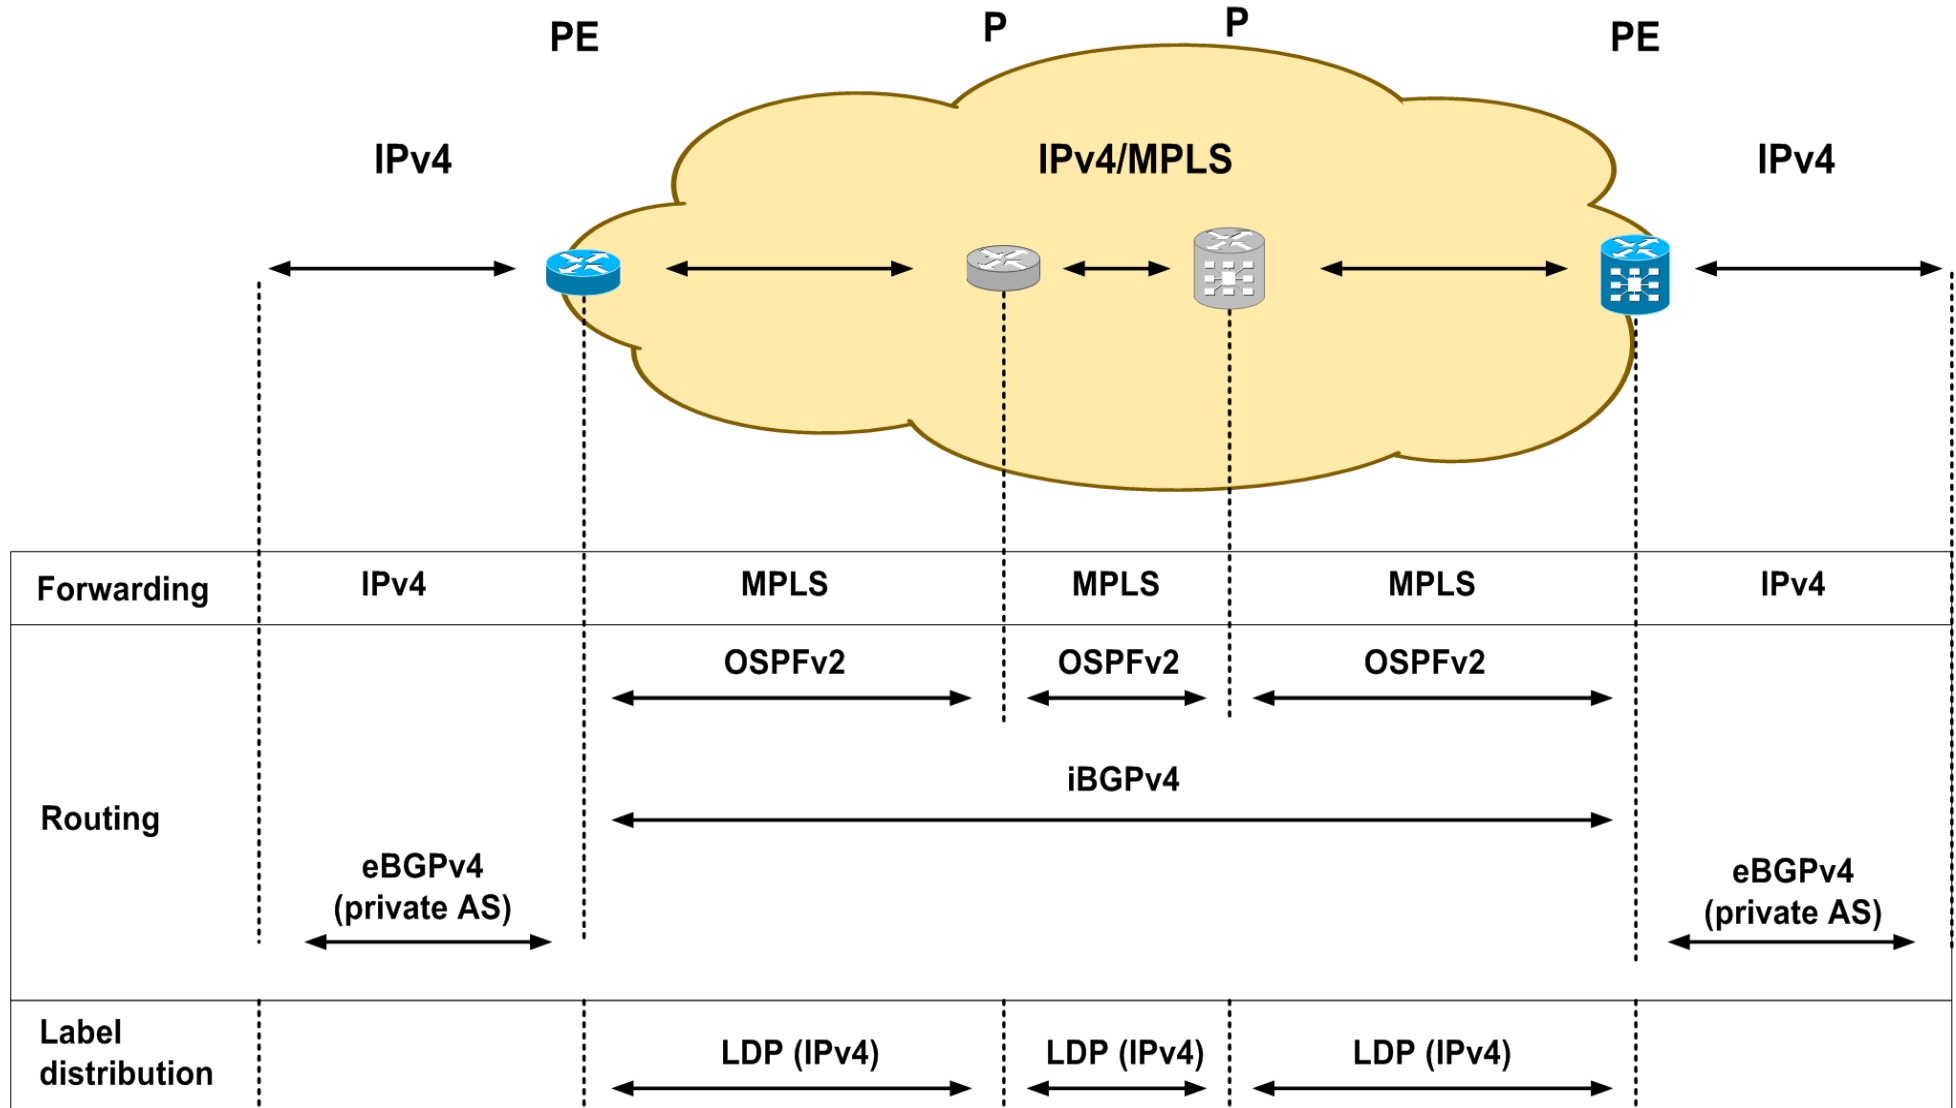 PE
P
P
PE
IPv4
IPv4/MPLS
IPv4
Forwarding
IPv4
MPLS
MPLS
MPLS
IPv4
Routing
OSPFv2
OSPFv2
OSPFv2
iBGPv4
eBGPv4
(private AS)
eBGPv4
(private AS)
Label
distribution
LDP (IPv4)
LDP (IPv4)
LDP (IPv4)